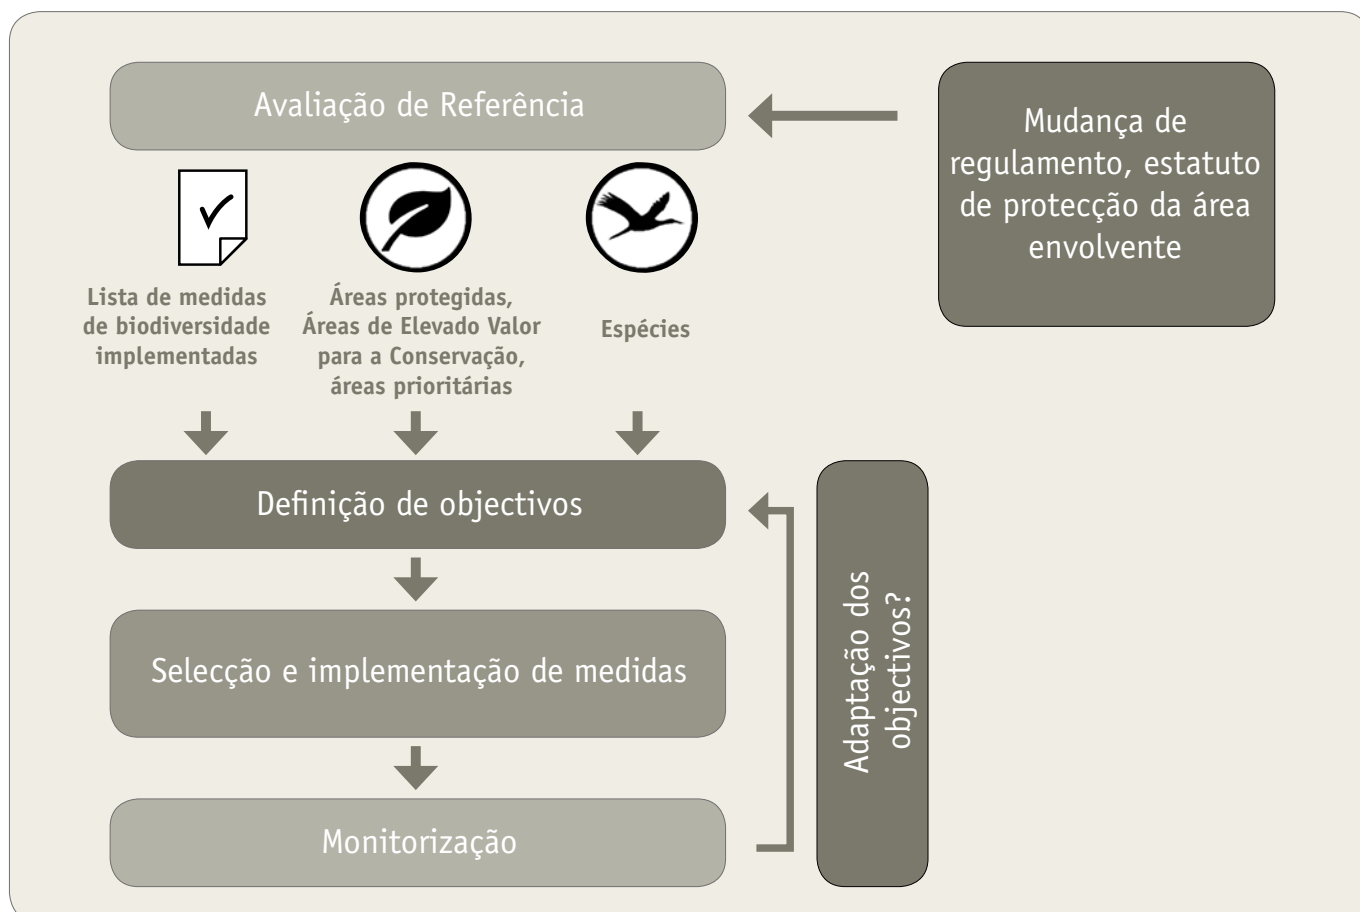 Avaliação de Referência
Mudança de
regulamento, estatuto
de protecção da área
envolvente
Lista de medidas
de biodiversidade
implementadas
Áreas protegidas,
Áreas de Elevado Valor
para a Conservação,
áreas prioritárias
Espécies
Definição de objectivos
Selecção e implementação de medidas
Monitorização
Adaptação dos
objectivos?